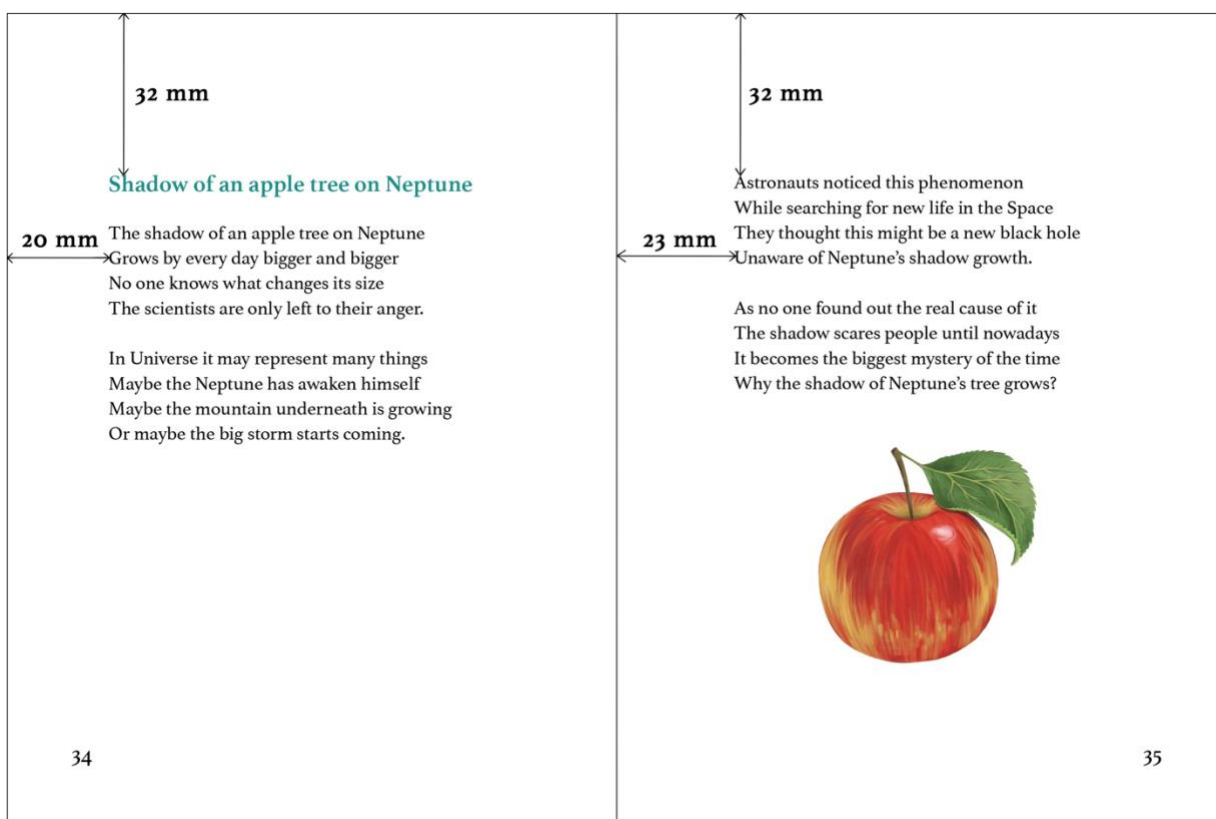 32 mm
Shadow of an apple tree on Neptune
20 mm
The shadow of an apple tree on Neptune
Grows by every day bigger and bigger
No one knows what changes its size
The scientists are only left to their anger.
In Universe it may represent many things
Maybe the Neptune has awaken himself
Maybe the mountain underneath is growing
Or maybe the big storm starts coming.
34
32 mm
Astronauts noticed this phenomenon
While searching for new life in the Space
23 mm
They thought this might be a new black hole
Unaware of Neptune’s shadow growth.
As no one found out the real cause of it
The shadow scares people until nowadays
It becomes the biggest mystery of the time
Why the shadow of Neptune’s tree grows?
35